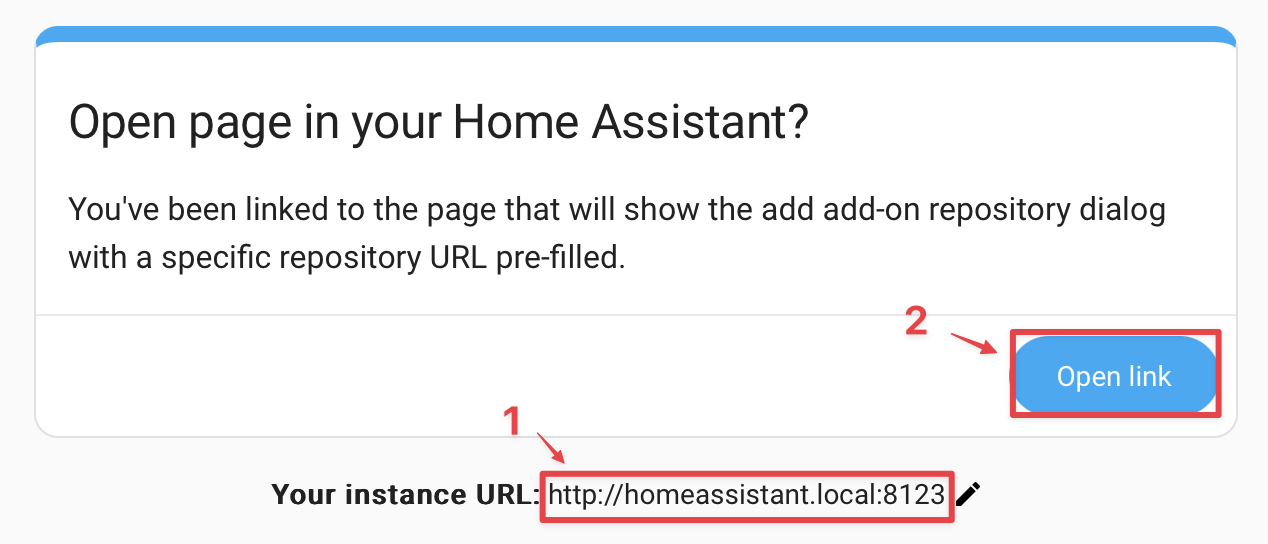 Open page in your Home Assistant?
You've been linked to the page that will show the add add-on repository dialog
with a specific repository URL pre-filled.
2
Open link
1
Your instance URL: http://homeassistant.local:8123